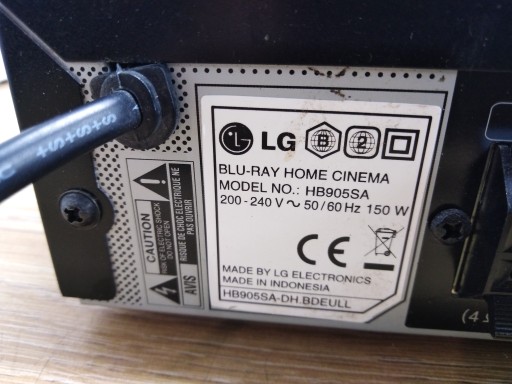 LG B 2
BLU-RAY HOME CINEMA
MODEL NO.: HB905SA
200 - 240 V ~ 50 / 60 Hz 150 W
CE
MADE BY LG ELECTRONICS
MADE IN INDONESIA
HB905SA-DH.BDEULL
CAUTION
RISK OF ELECTRIC SHOCK
DO NOT OPEN
AVIS
RISQUE DE CHOC ELECTRIQUE NE
PAS OUVRIR